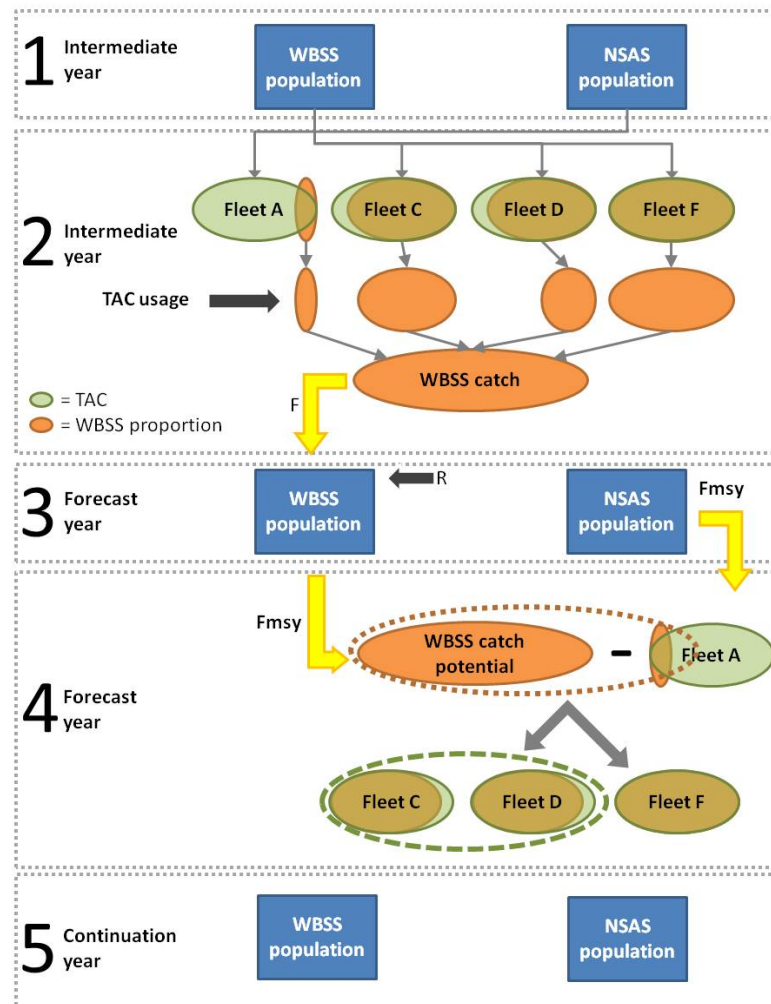 1 Intermediate
year
WBSS
population
NSAS
population
2 Intermediate
year
Fleet A
Fleet C
Fleet D
Fleet F
TAC usage
WBSS catch
F
= TAC
= WBSS proportion
3 Forecast
year
WBSS
population
R
NSAS
population
Fmsy
4 Forecast
year
Fmsy
WBSS catch
potential
-
Fleet A
Fleet C
Fleet D
Fleet F
5 Continuation
year
WBSS
population
NSAS
population